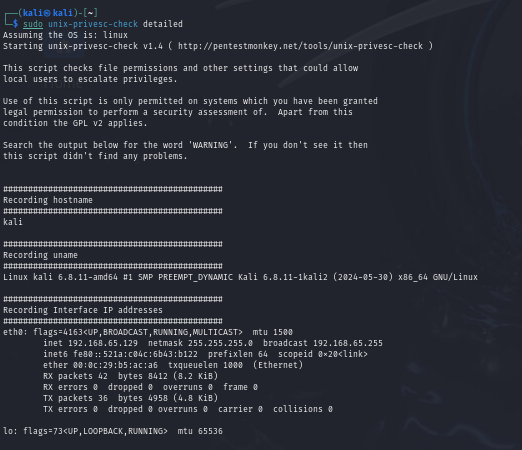 ┌──(kali㉿kali)-[~]
└─$ sudo unix-privesc-check detailed
Assuming the OS is: linux
Starting unix-privesc-check v1.4 ( http://pentestmonkey.net/tools/unix-privesc-check )
This script checks file permissions and other settings that could allow
local users to escalate privileges.
Use of this script is only permitted on systems which you have been granted
legal permission to perform a security assessment of.  Apart from this
condition the GPL v2 applies.
Search the output below for the word 'WARNING'.  If you don't see it then
this script didn't find any problems.
############################################
Recording hostname
############################################
kali
############################################
Recording uname
############################################
Linux kali 6.8.11-amd64 #1 SMP PREEMPT_DYNAMIC Kali 6.8.11-1kali2 (2024-05-30) x86_64 GNU/Linux
############################################
Recording Interface IP addresses
############################################
eth0: flags=4163<UP,BROADCAST,RUNNING,MULTICAST>  mtu 1500
        inet 192.168.65.129  netmask 255.255.255.0  broadcast 192.168.65.255
        inet6 fe80::521a:c04c:6b43:b122  prefixlen 64  scopeid 0×20<link>
        ether 00:0c:29:b5:ac:a6  txqueuelen 1000  (Ethernet)
        RX packets 42  bytes 8412 (8.2 KiB)
        RX errors 0  dropped 0  overruns 0  frame 0
        TX packets 36  bytes 4958 (4.8 KiB)
        TX errors 0  dropped 0 overruns 0  carrier 0  collisions 0
lo: flags=73<UP,LOOPBACK,RUNNING>  mtu 65536